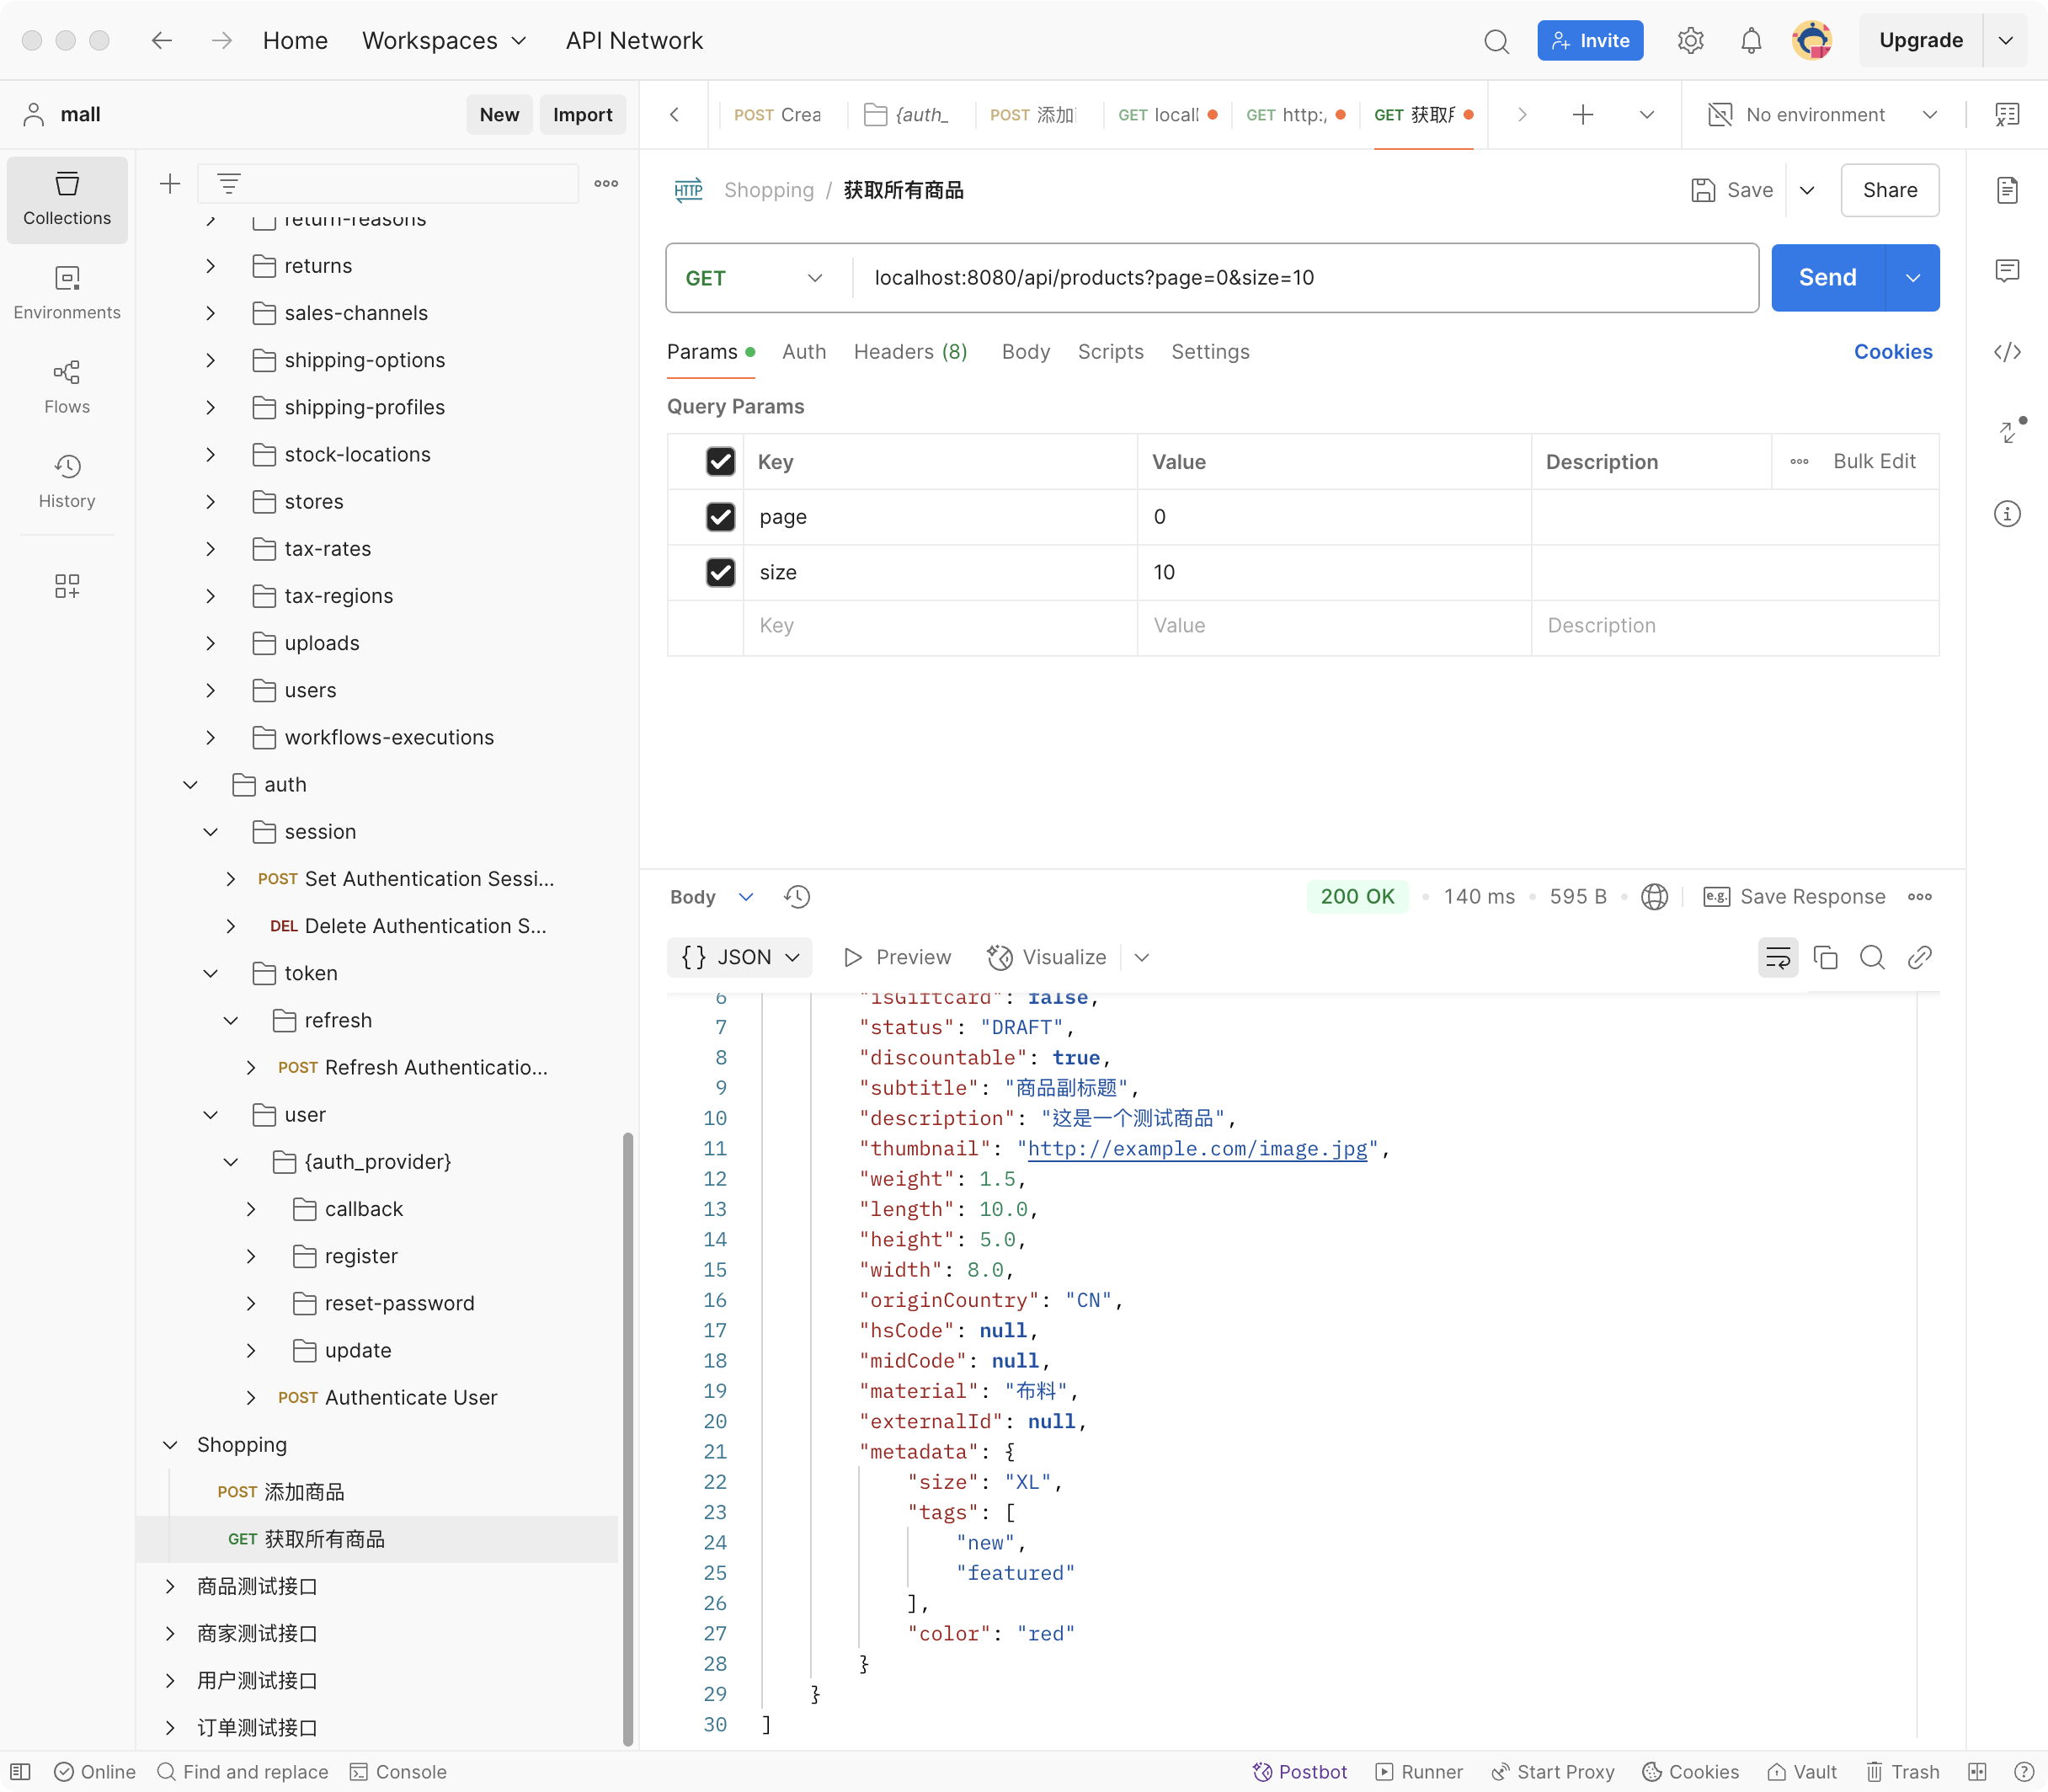 Home
Workspaces
API Network
Invite
Upgrade
mall
New
Import
POST Crea
{auth_
POST 添加
GET locall
GET http:/
GET 获取
No environment
Collections
Environments
Flows
History
return-reasons
returns
sales-channels
shipping-options
shipping-profiles
stock-locations
stores
tax-rates
tax-regions
uploads
users
workflows-executions
auth
session
POST Set Authentication Sessi...
DEL Delete Authentication S...
token
refresh
POST Refresh Authenticatio...
user
{auth_provider}
callback
register
reset-password
update
POST Authenticate User
Shopping
POST 添加商品
GET 获取所有商品
商品测试接口
商家测试接口
用户测试接口
订单测试接口
HTTP Shopping / 获取所有商品
Save
Share
GET
localhost:8080/api/products?page=0&size=10
Send
Params
Auth
Headers (8)
Body
Scripts
Settings
Cookies
Query Params
Key
Value
Description
Bulk Edit
page
0
size
10
Key
Value
Description
Body
200 OK
140 ms
595 B
e.g. Save Response
{} JSON
Preview
Visualize
6 "isGiftcard": false,
7 "status": "DRAFT",
8 "discountable": true,
9 "subtitle": "商品副标题",
10 "description": "这是一个测试商品",
11 "thumbnail": "http://example.com/image.jpg",
12 "weight": 1.5,
13 "length": 10.0,
14 "height": 5.0,
15 "width": 8.0,
16 "originCountry": "CN",
17 "hsCode": null,
18 "midCode": null,
19 "material": "布料",
20 "externalId": null,
21 "metadata": {
22 "size": "XL",
23 "tags": [
24 "new",
25 "featured"
26 ],
27 "color": "red"
28 }
29 }
30 ]
Online
Find and replace
Console
Postbot
Runner
Start Proxy
Cookies
Vault
Trash